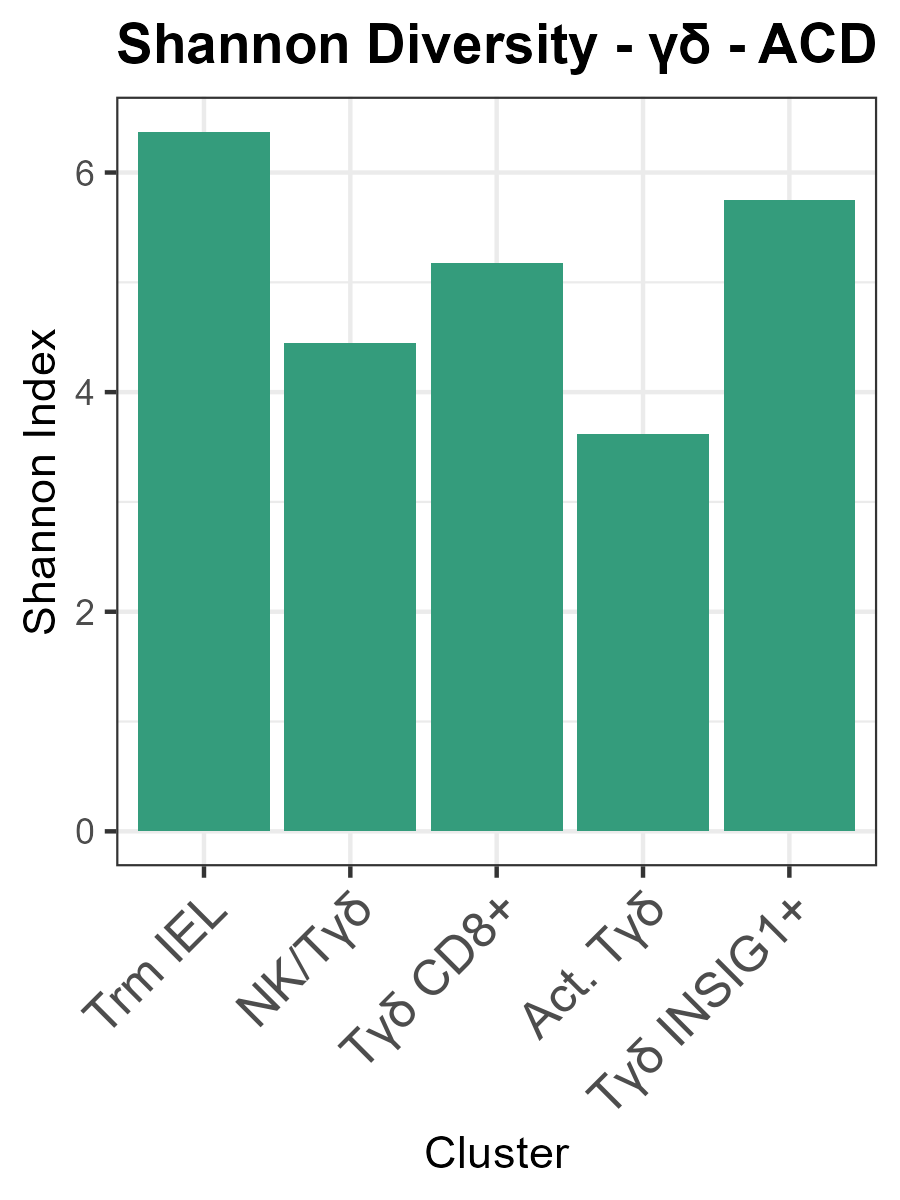 Shannon Diversity - γδ - ACD
Shannon Index
6
4
2
0
Trm IEL
NK/Tγδ
Tγδ CD8+
Act. Tγδ
Tγδ INSIG1+
Cluster